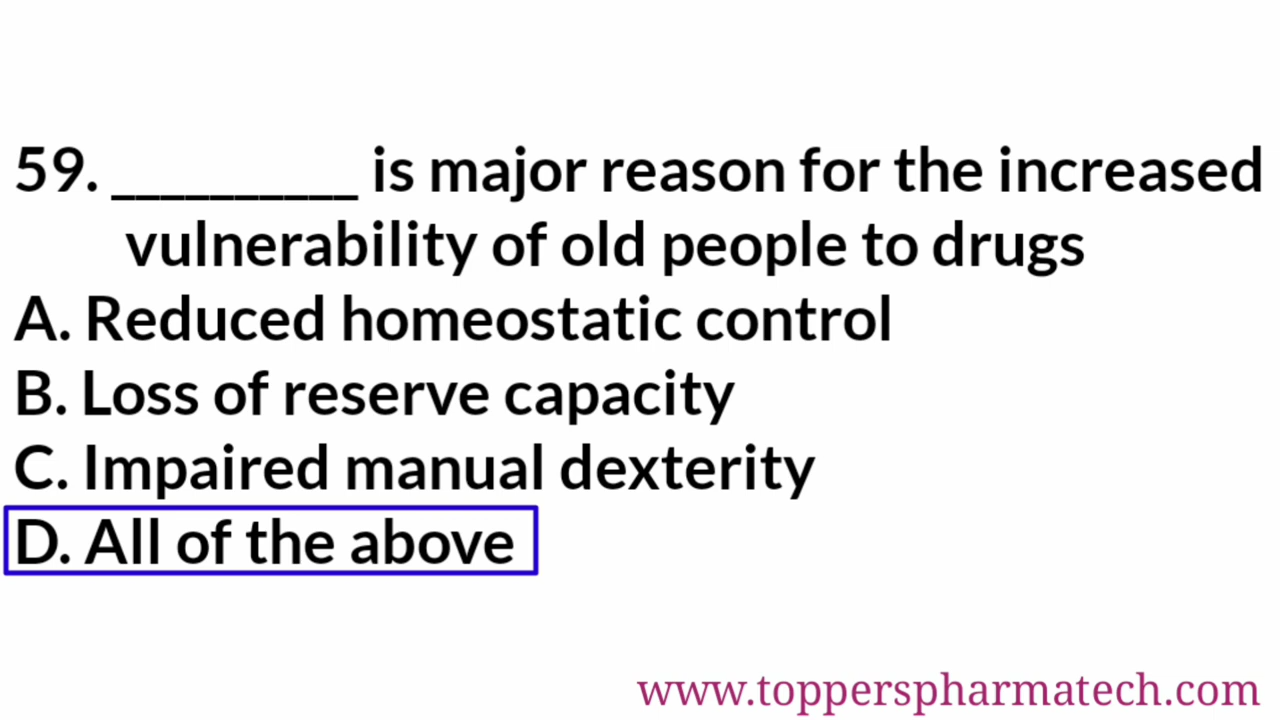 59. __________ is major reason for the increased
vulnerability of old people to drugs
A. Reduced homeostatic control
B. Loss of reserve capacity
C. Impaired manual dexterity
D. All of the above
www.topperspharmatech.com